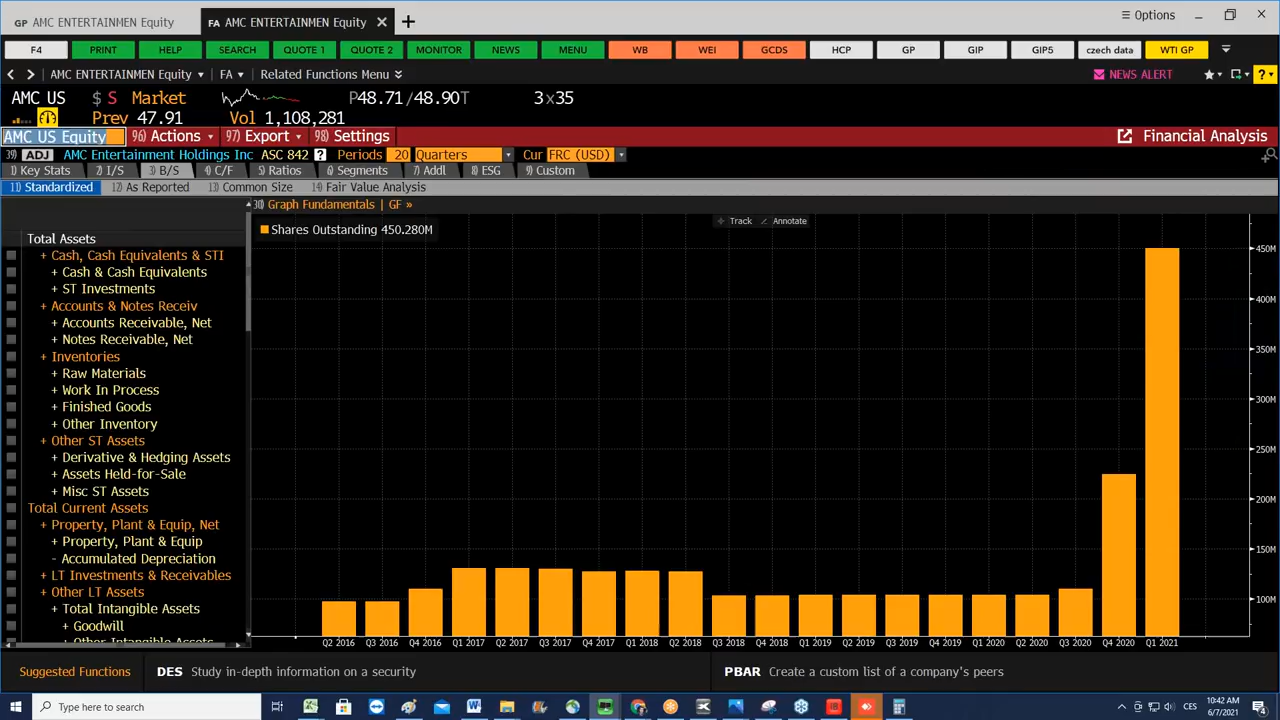 GP AMC ENTERTAINMEN Equity
FA AMC ENTERTAINMEN Equity
Options
F4 PRINT HELP SEARCH QUOTE 1 QUOTE 2 MONITOR NEWS MENU WB WEI GCDS HCP GP GIP GIP5 czech data WTI GP
AMC ENTERTAINMEN Equity FA Related Functions Menu NEWS ALERT
AMC US $ S Market P48.71/48.90T 3x35
Prev 47.91 Vol 1,108,281
AMC US Equity 96) Actions 97) Export 98) Settings Financial Analysis
39) ADJ AMC Entertainment Holdings Inc ASC 842 ? Periods 20 Quarters Cur FRC (USD)
1) Key Stats 2) I/S 3) B/S 4) C/F 5) Ratios 6) Segments 7) Addl 8) ESG 9) Custom
11) Standardized 12) As Reported 13) Common Size 14) Fair Value Analysis
30) Graph Fundamentals | GF »
Track Annotate
Shares Outstanding 450.280M
Total Assets
+ Cash, Cash Equivalents & STI
+ Cash & Cash Equivalents
+ ST Investments
+ Accounts & Notes Receiv
+ Accounts Receivable, Net
+ Notes Receivable, Net
+ Inventories
+ Raw Materials
+ Work In Process
+ Finished Goods
+ Other Inventory
+ Other ST Assets
+ Derivative & Hedging Assets
+ Assets Held-for-Sale
+ Misc ST Assets
Total Current Assets
+ Property, Plant & Equip, Net
+ Property, Plant & Equip
- Accumulated Depreciation
+ LT Investments & Receivables
+ Other LT Assets
+ Total Intangible Assets
+ Goodwill
+ Other Intangible Assets
450M
400M
350M
300M
250M
200M
150M
100M
Q2 2016 Q3 2016 Q4 2016 Q1 2017 Q2 2017 Q3 2017 Q4 2017 Q1 2018 Q2 2018 Q3 2018 Q4 2018 Q1 2019 Q2 2019 Q3 2019 Q4 2019 Q1 2020 Q2 2020 Q3 2020 Q4 2020 Q1 2021
Suggested Functions DES Study in-depth information on a security PBAR Create a custom list of a company's peers
Type here to search
CES
10:42 AM
6/7/2021
4